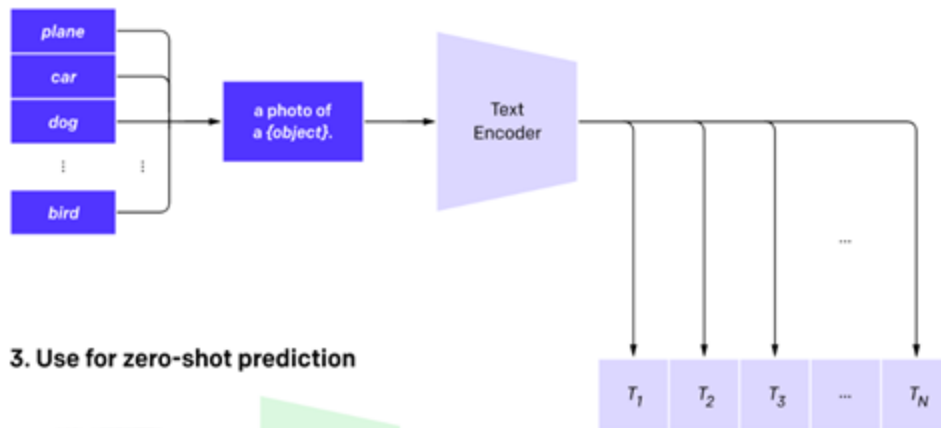 plane
car
dog
⋮ ⋮
bird
a photo of
a {object}.
Text
Encoder
...
3. Use for zero-shot prediction
T1 T2 T3 ... TN